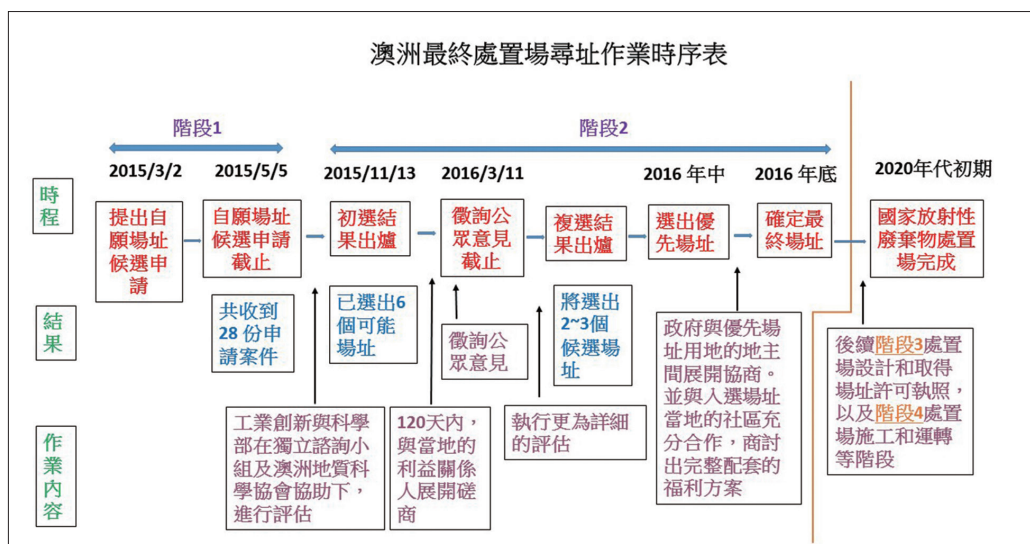 澳洲最終處置場尋址作業時序表
階段1
階段2
2015/3/2
2015/5/5
2015/11/13
2016/3/11
2016 年中
2016 年底
2020年代初期
時
程
提出自
願場址
候選申
請
自願場址
候選申請
截止
初選結
果出爐
徵詢公
眾意見
截止
複選結
果出爐
選出優
先場址
確定最
終場址
國家放射性
廢棄物處置
場完成
結
果
共收到
28 份申
請案件
已選出6
個可能
場址
徵詢公
眾意見
將選出
2~3個
候選場
址
政府與優先場
址用地的地主
間展開協商。
並與入選場址
當地的社區充
分合作，商討
出完整配套的
福利方案
後續階段3處置
場設計和取得
場址許可執照，
以及階段4處置
場施工和運轉
等階段
作
業
內
容
工業創新與科學
部在獨立諮詢小
組及澳洲地質科
學協會協助下，
進行評估
120天內，
與當地的
利益關係
人展開磋
商
執行更為詳細
的評估